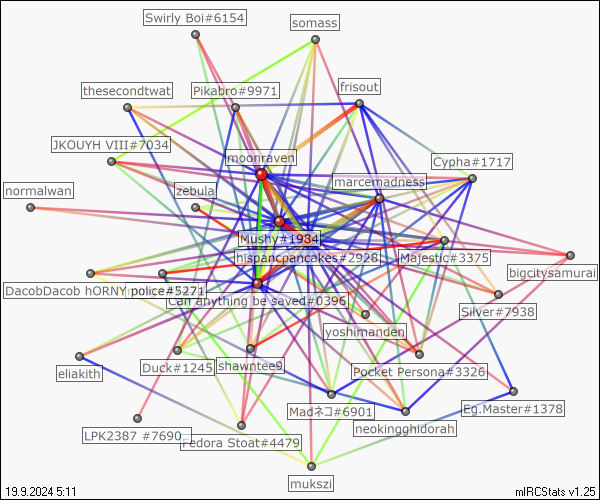 Swirly Boi#6154
somass
thesecondtwat
Pikabro#9971
frisout
JKOUYH VIII#7034
moonraven
Cypha#1717
normalwan
zebula
marcemadness
Mushy#1984
hispancpancakes#2928
Majestic#3375
bigcitysamurai
DacobDacob hORNY
police#5271
Can anything be saved#0396
Silver#7938
yoshimanden
eliakith
Duck#1245
shawntee9
Pocket Persona#3326
Madネコ#6901
Eg.Master#1378
neokingghidorah
LPK2387 #7690
Fedora Stoat#4479
mukszi
19.9.2024 5:11
mIRCStats v1.25